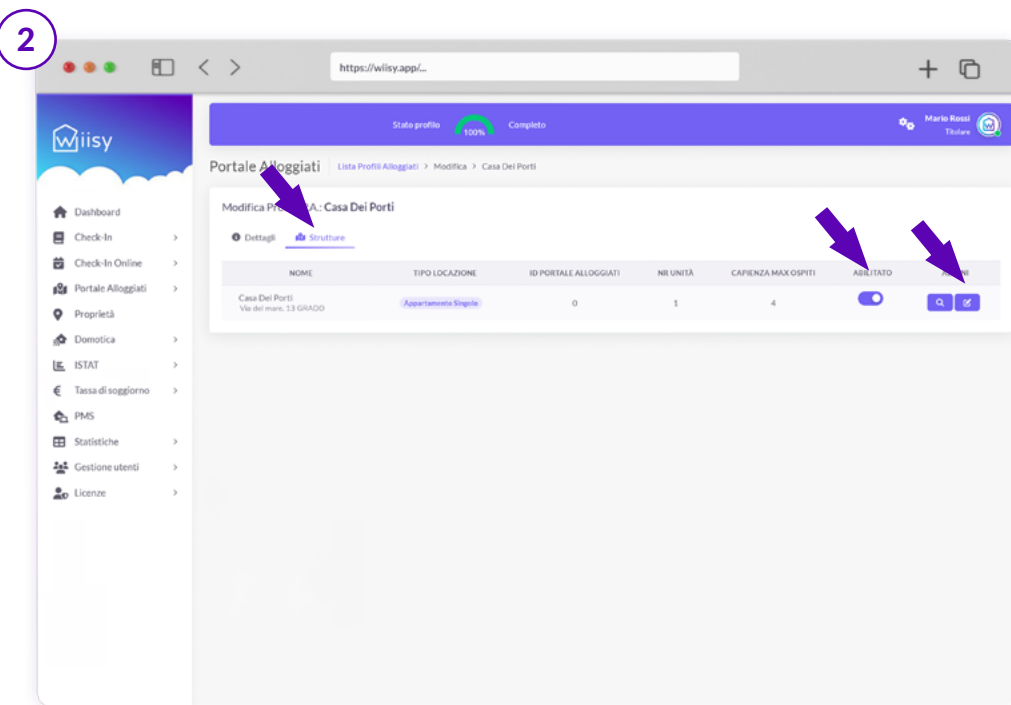 2
https://wiisy.app/...
wiisy
Stato profilo 100% Completo
Mario Rossi
Titolare
Portale Alloggiati Lista Profili Alloggiati > Modifica > Casa Dei Porti
Modifica Casa Dei Porti
Dettagli Strutture
NOME TIPO LOCAZIONE ID PORTALE ALLOGGIATI NR UNITÀ CAPIENZA MAX OSPITI ABILITATO
Casa Dei Porti
Via del mare, 13 GRADO
Appartamento Singolo 0 1 4
Dashboard
Check-In
Check-In Online
Portale Alloggiati
Proprietà
Domotica
ISTAT
Tassa di soggiorno
PMS
Statistiche
Gestione utenti
Licenze